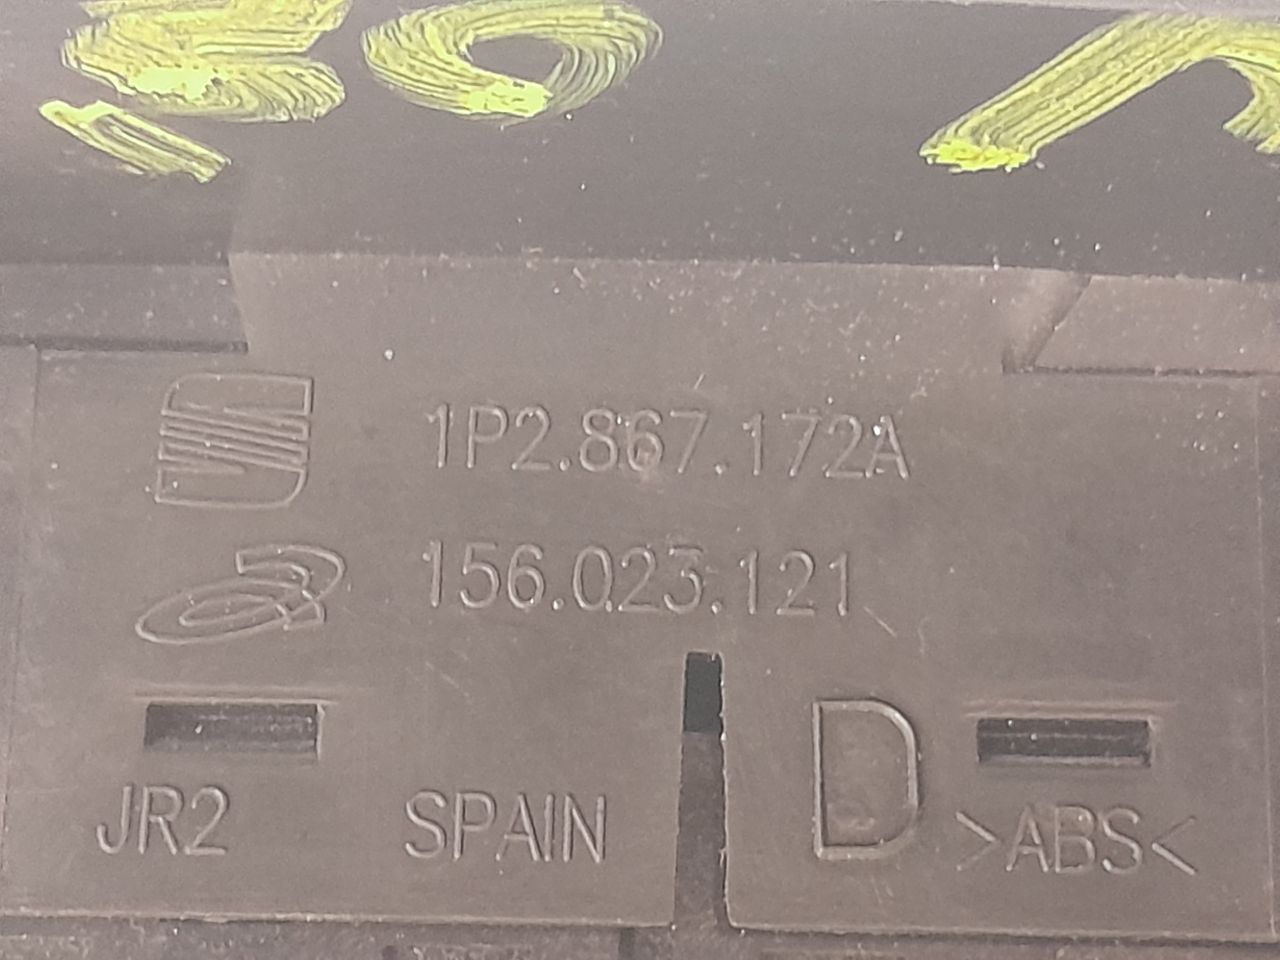 1P2.867.172A
156.023.121
JR2 SPAIN D >ABS<